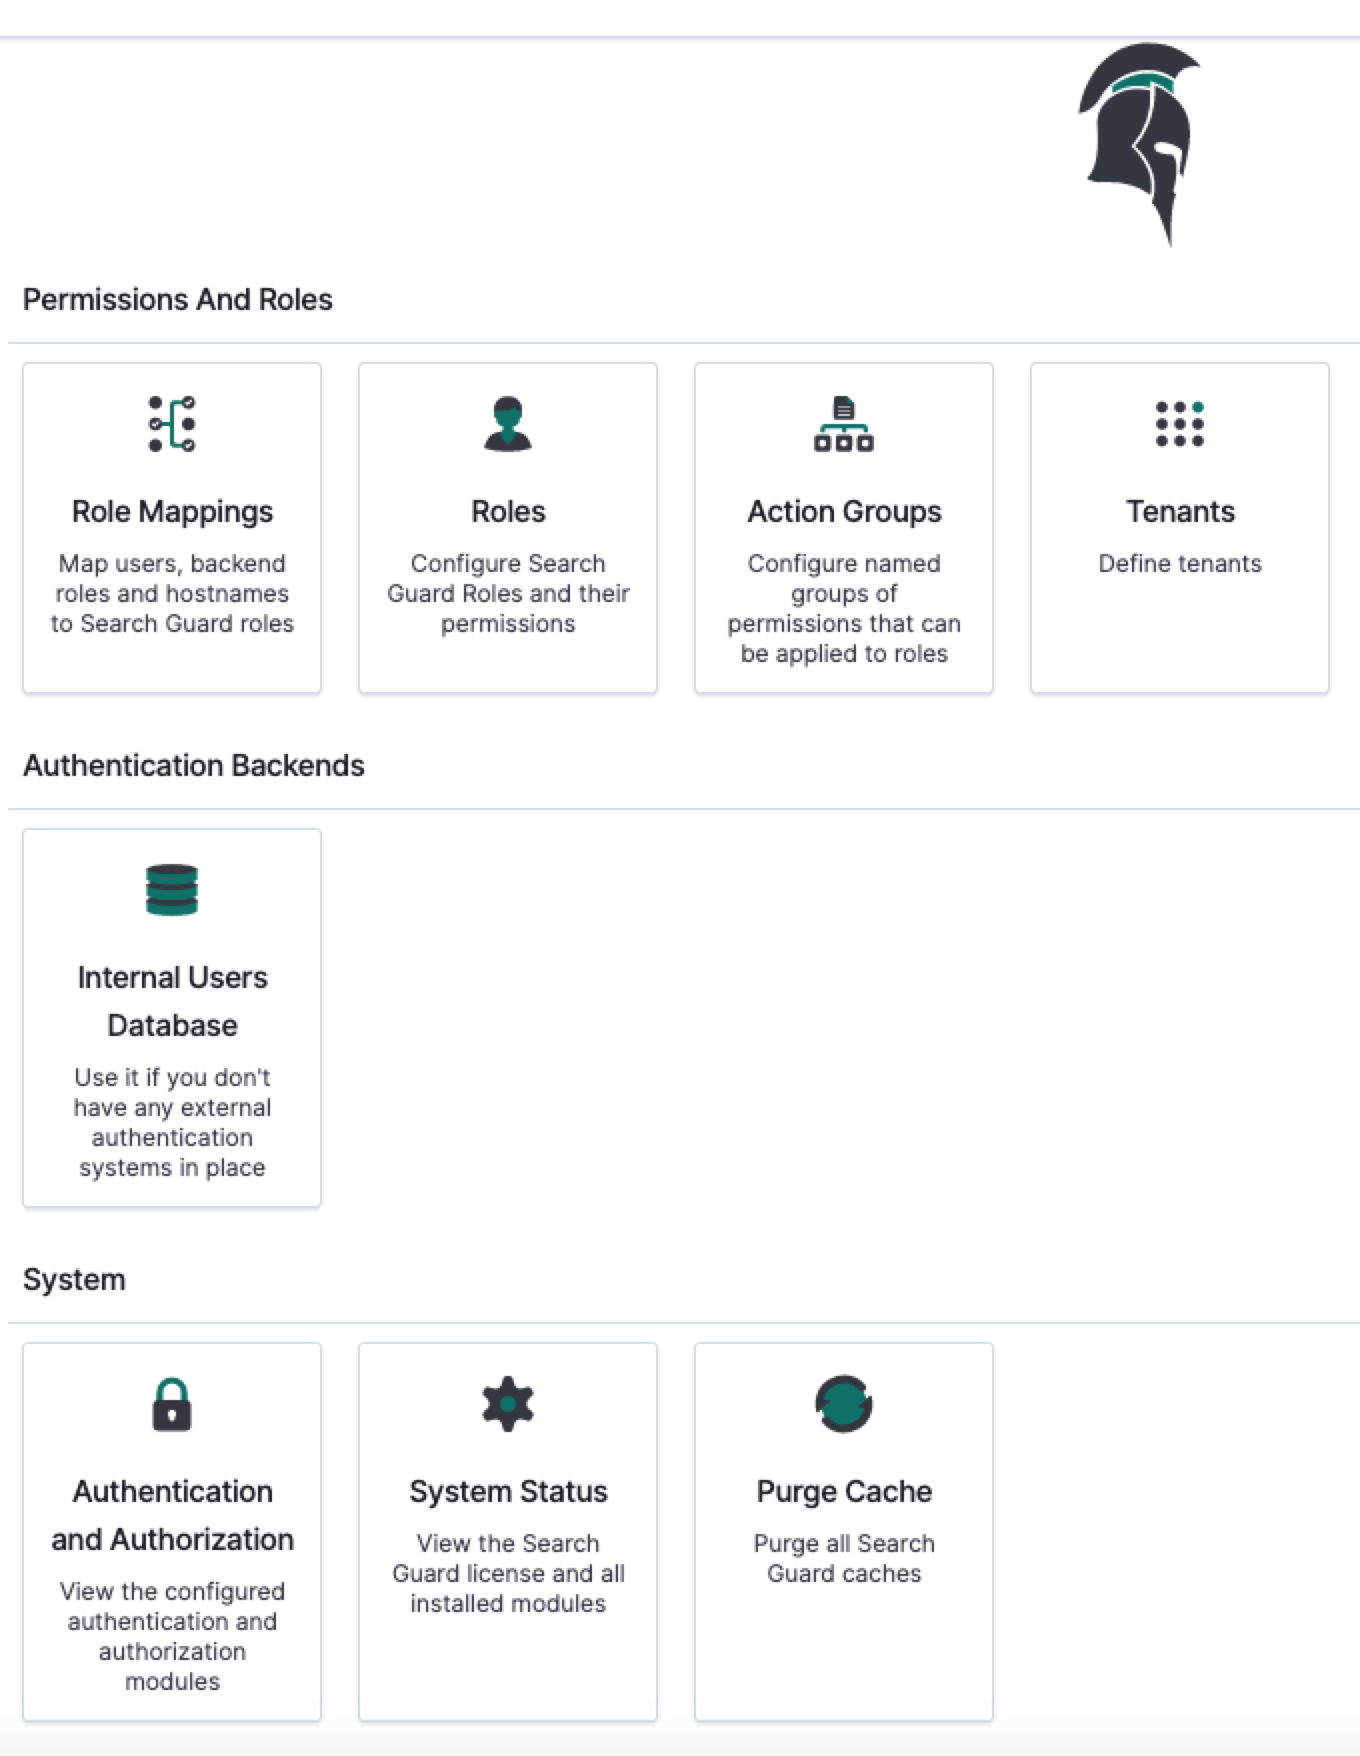 Permissions And Roles
Role Mappings
Map users, backend
roles and hostnames
to Search Guard roles
Roles
Configure Search
Guard Roles and their
permissions
Action Groups
Configure named
groups of
permissions that can
be applied to roles
Tenants
Define tenants
Authentication Backends
Internal Users
Database
Use it if you don't
have any external
authentication
systems in place
System
Authentication
and Authorization
View the configured
authentication and
authorization
modules
System Status
View the Search
Guard license and all
installed modules
Purge Cache
Purge all Search
Guard caches